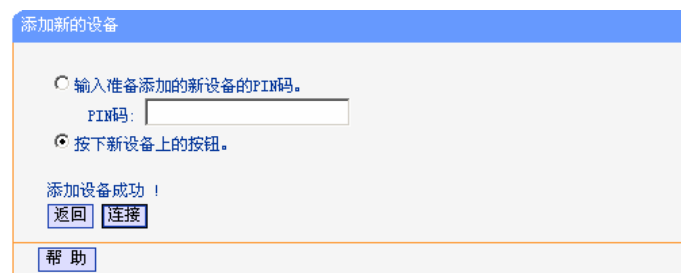 添加新的设备
输入准备添加的新设备的PIN码。
PIN码:
按下新设备上的按钮。
添加设备成功 !
返回 连接
帮 助